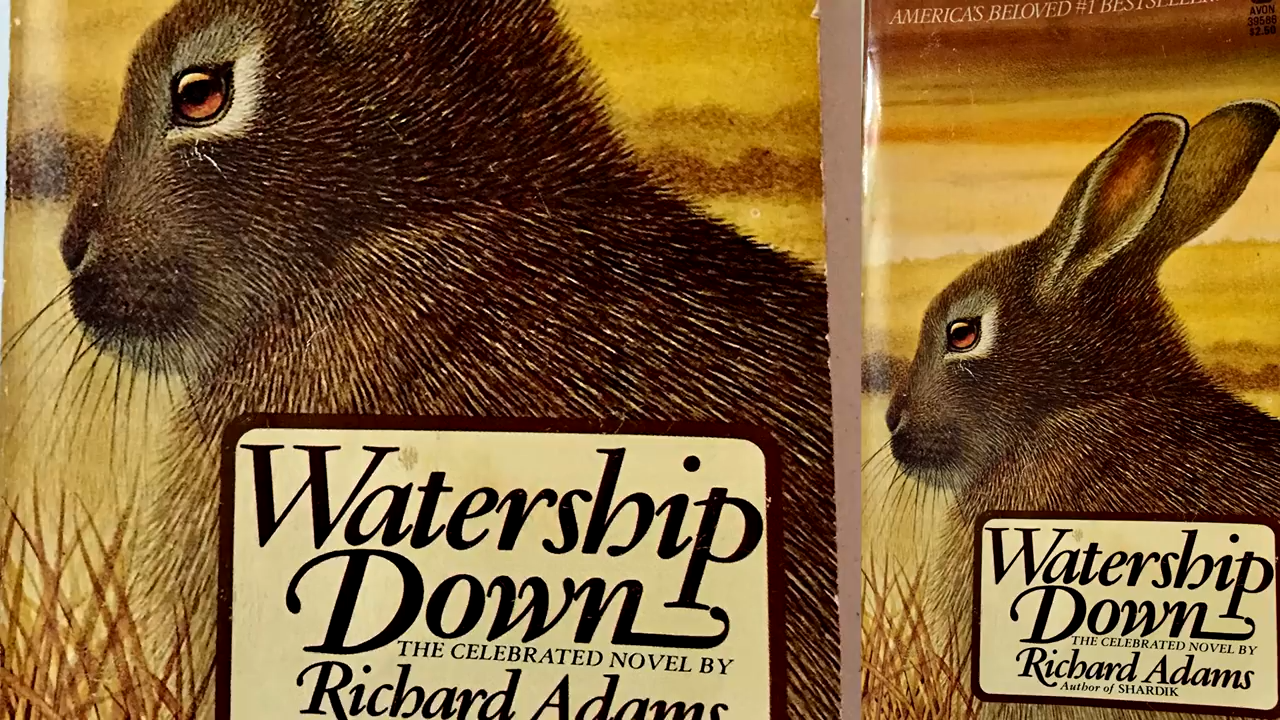 Watership
Down
THE CELEBRATED NOVEL BY
Richard Adams
AMERICA'S BELOVED #1 BESTSELLER
AVON
39586
$2.50
Watership
Down
THE CELEBRATED NOVEL BY
Richard Adams
Author of SHARDIK